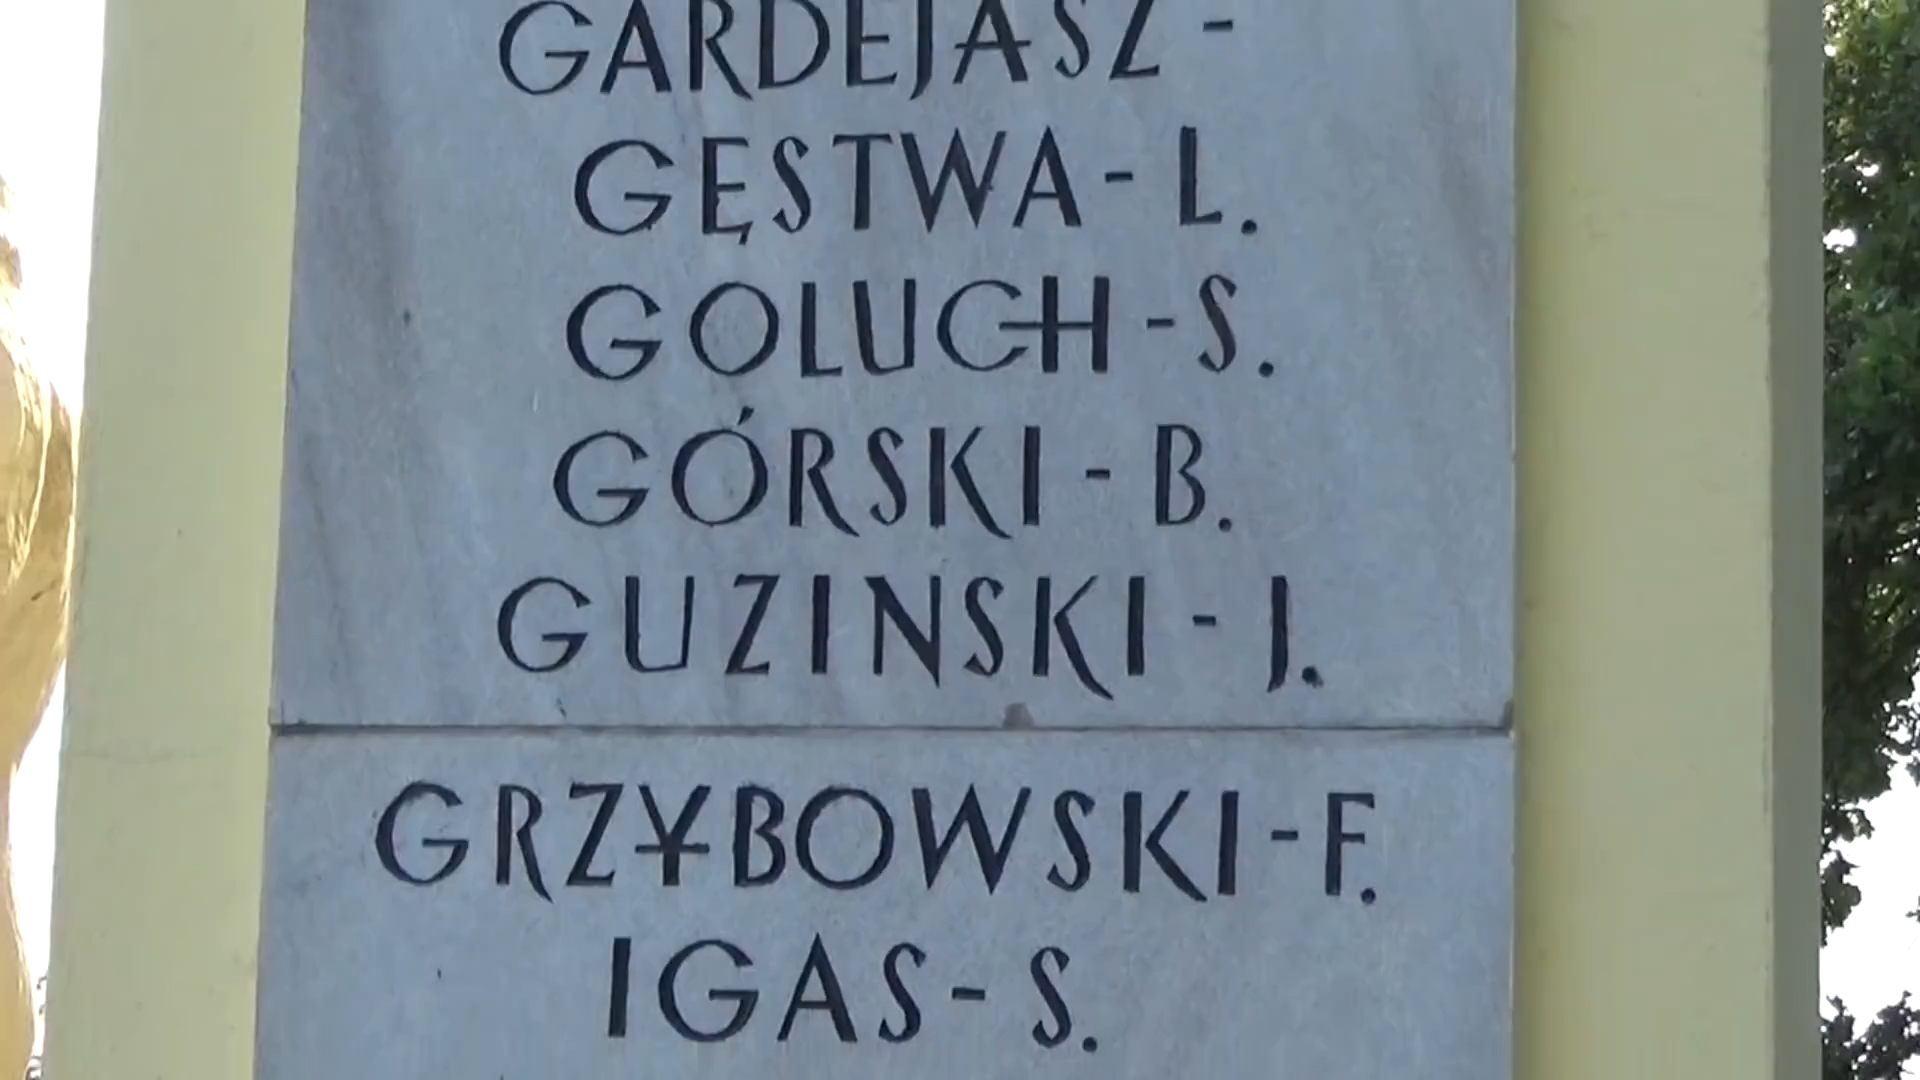 GARDEJASZ -
GĘSTWA - L.
GOLUCH - S.
GÓRSKI - B.
GUZINSKI - J.
GRZYBOWSKI - F.
IGAS - S.